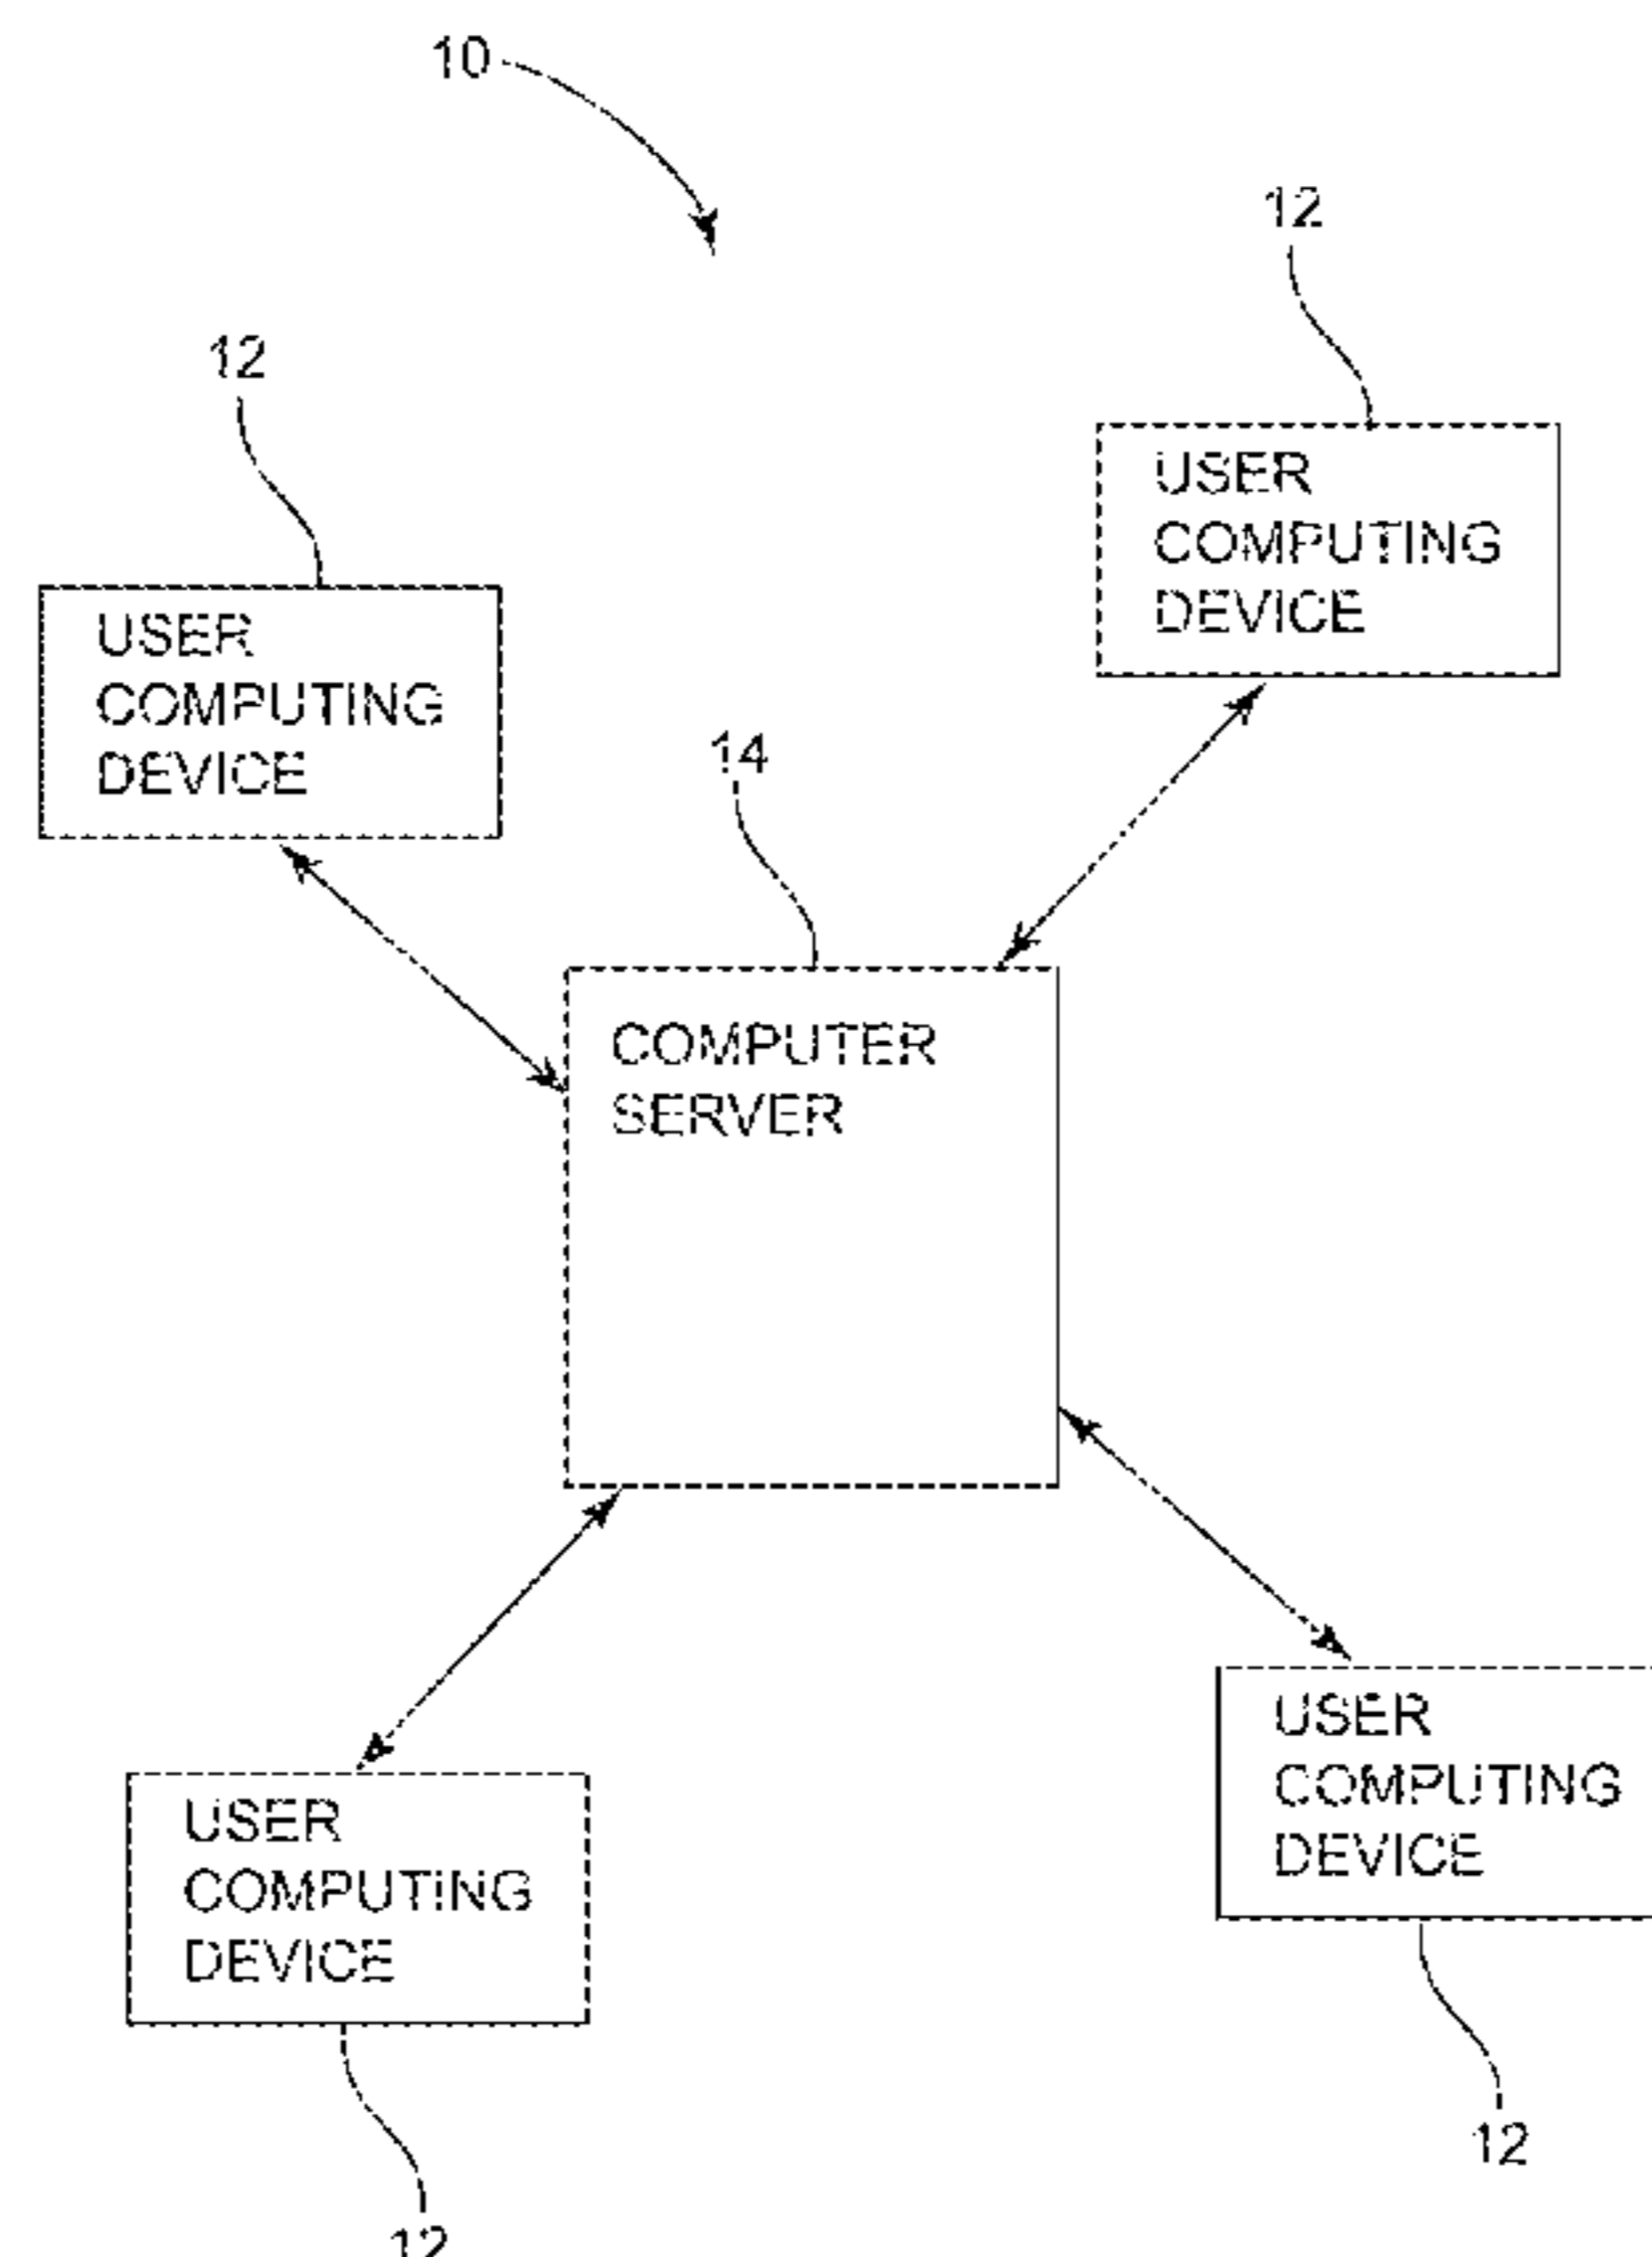 10
12
12
USER
COMPUTING
DEVICE
USER
COMPUTING
DEVICE
14
COMPUTER
SERVER
USER
COMPUTING
DEVICE
USER
COMPUTING
DEVICE
12
12